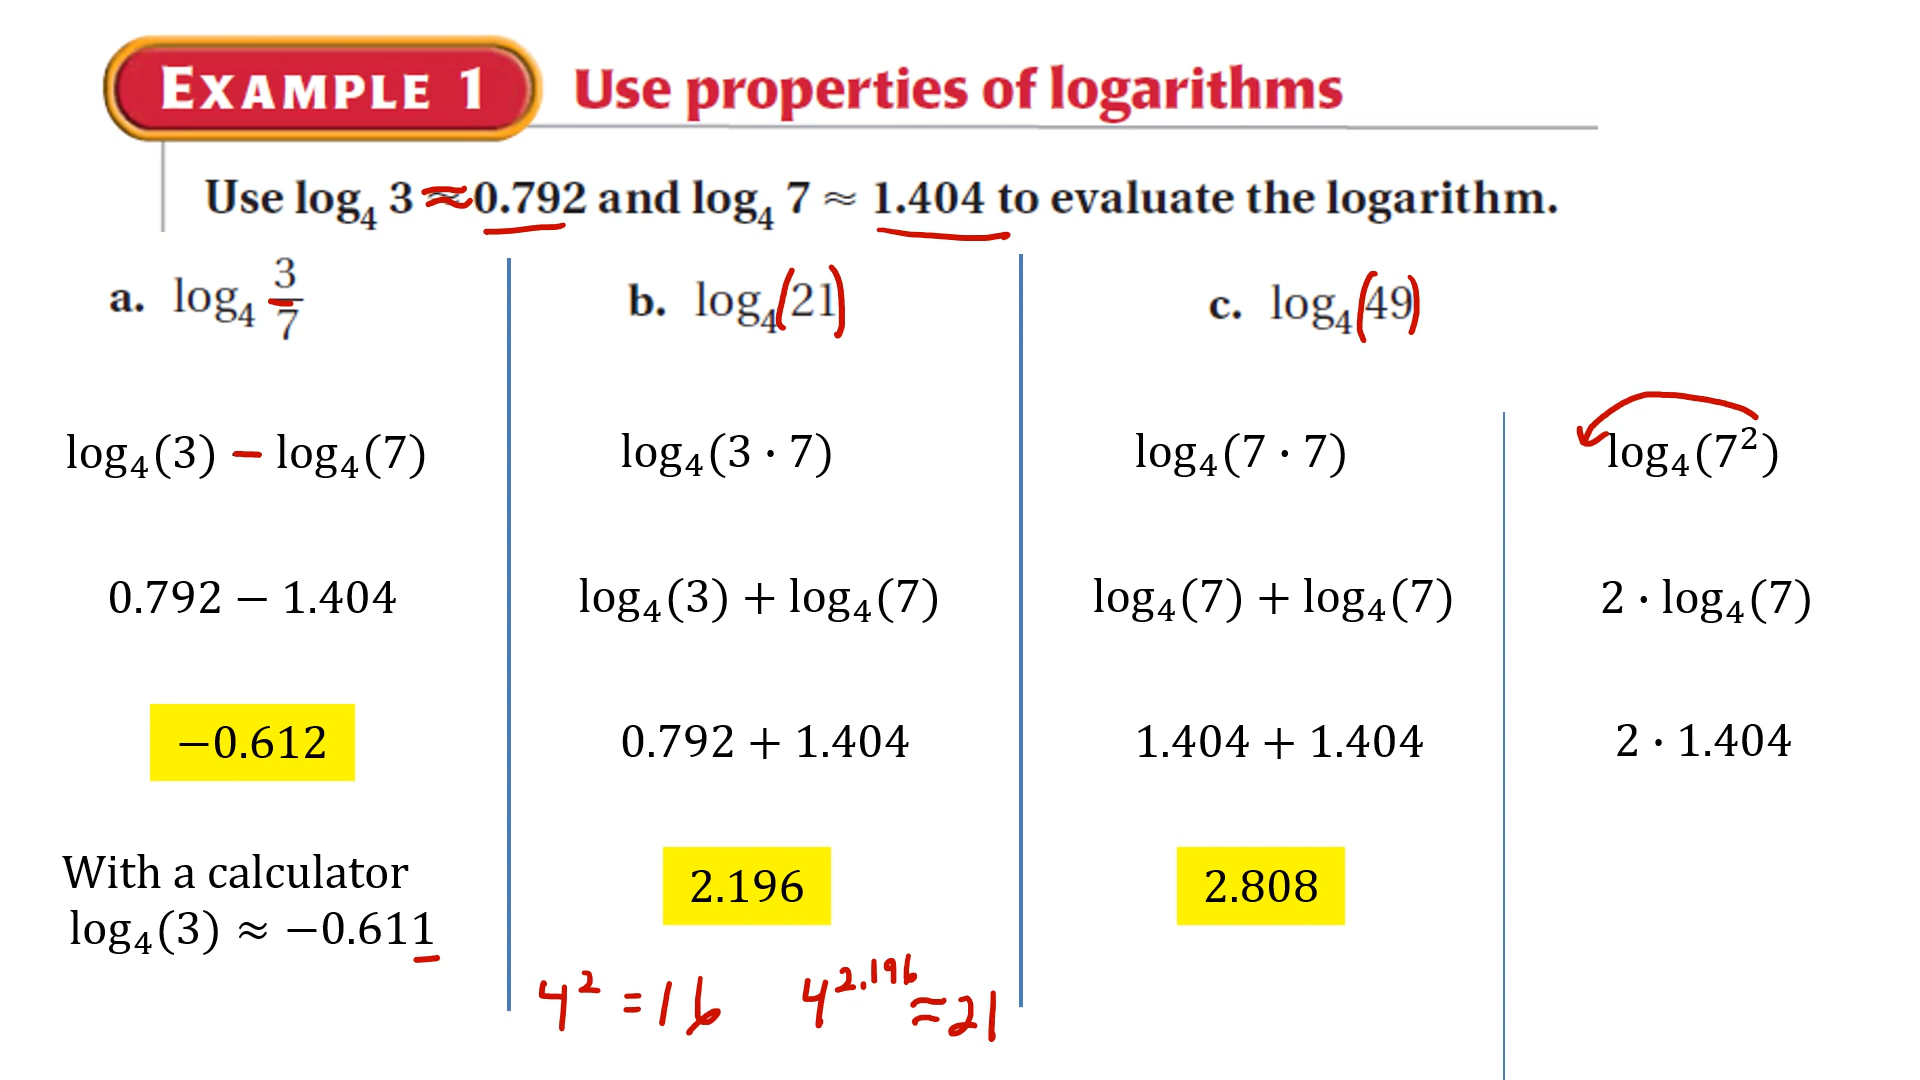 EXAMPLE 1 Use properties of logarithms
Use log₄ 3 ≈ 0.792 and log₄ 7 ≈ 1.404 to evaluate the logarithm.
a. log₄ 3/7
log₄(3) − log₄(7)
0.792 − 1.404
−0.612
With a calculator
log₄(3) ≈ −0.611
b. log₄(21)
log₄(3 · 7)
log₄(3) + log₄(7)
0.792 + 1.404
2.196
4² = 16 4^2.196 ≈ 21
c. log₄(49)
log₄(7 · 7)
log₄(7) + log₄(7)
1.404 + 1.404
2.808
log₄(7²)
2 · log₄(7)
2 · 1.404